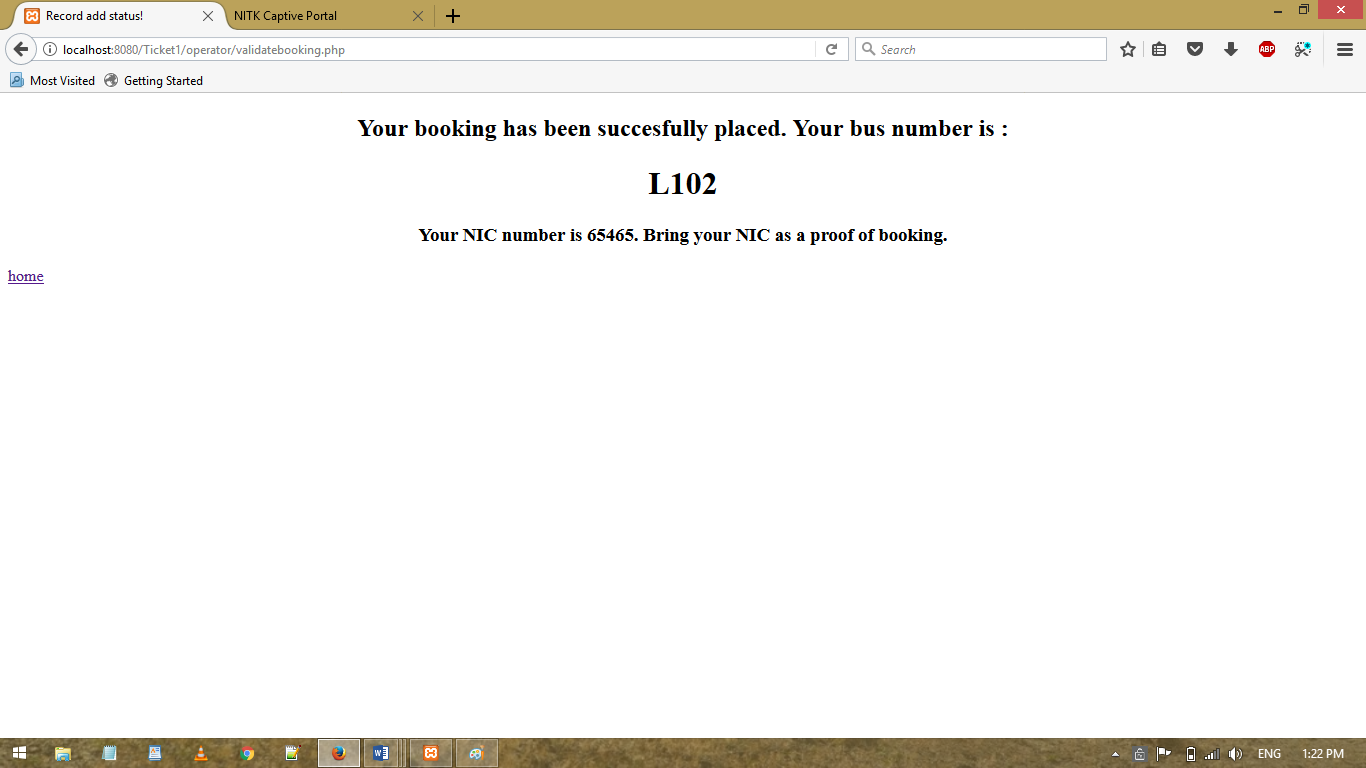 Record add status!
NITK Captive Portal
localhost:8080/Ticket1/operator/validatebooking.php
Search
ABP
Most Visited
Getting Started
Your booking has been succesfully placed. Your bus number is :
L102
Your NIC number is 65465. Bring your NIC as a proof of booking.
home
ENG
1:22 PM